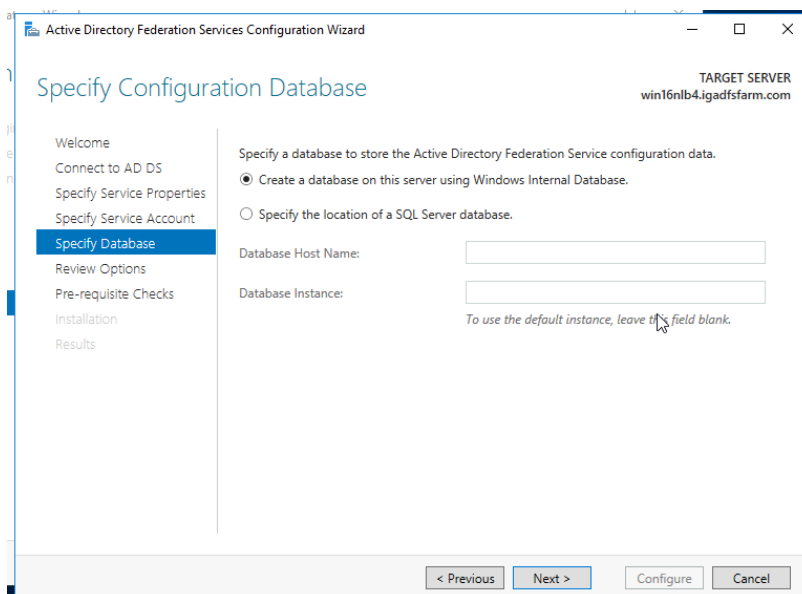 Active Directory Federation Services Configuration Wizard
Specify Configuration Database
TARGET SERVER
win16nlb4.igadfsfarm.com
Welcome
Connect to AD DS
Specify Service Properties
Specify Service Account
Specify Database
Review Options
Pre-requisite Checks
Installation
Results
Specify a database to store the Active Directory Federation Service configuration data.
Create a database on this server using Windows Internal Database.
Specify the location of a SQL Server database.
Database Host Name:
Database Instance:
To use the default instance, leave this field blank.
< Previous
Next >
Configure
Cancel